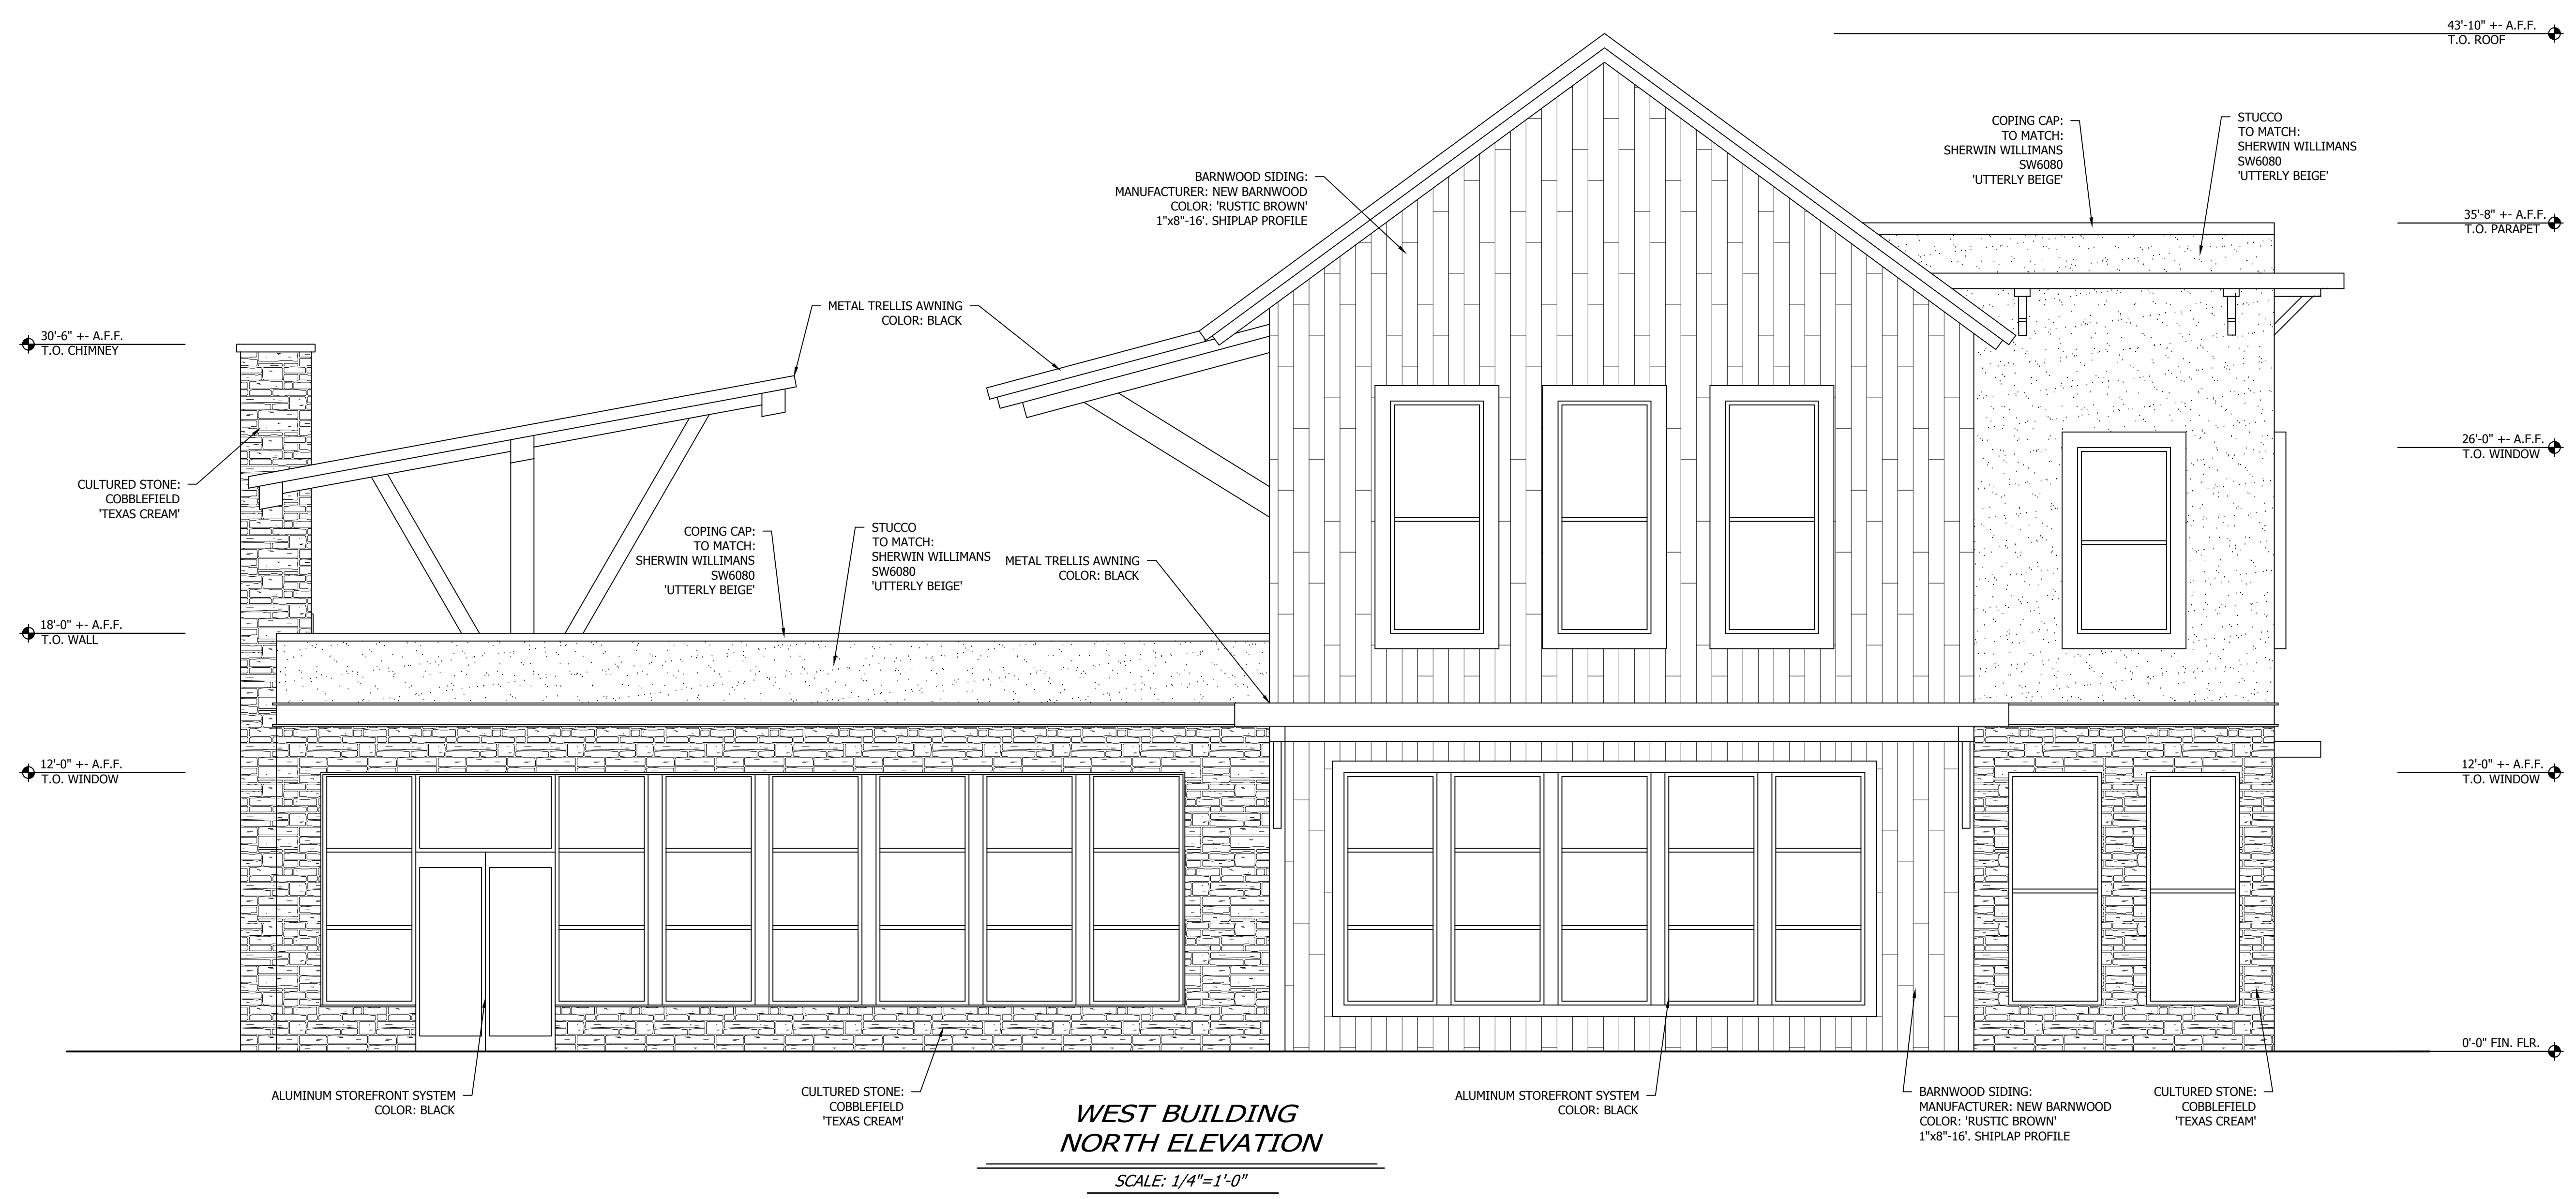 43'-10" +- A.F.F.
T.O. ROOF
COPING CAP:
TO MATCH:
SHERWIN WILLIMANS
SW6080
'UTTERLY BEIGE'
STUCCO
TO MATCH:
SHERWIN WILLIMANS
SW6080
'UTTERLY BEIGE'
BARNWOOD SIDING:
MANUFACTURER: NEW BARNWOOD
COLOR: 'RUSTIC BROWN'
1"x8"-16'. SHIPLAP PROFILE
35'-8" +- A.F.F.
T.O. PARAPET
METAL TRELLIS AWNING
COLOR: BLACK
30'-6" +- A.F.F.
T.O. CHIMNEY
26'-0" +- A.F.F.
T.O. WINDOW
CULTURED STONE:
COBBLEFIELD
'TEXAS CREAM'
COPING CAP:
TO MATCH:
SHERWIN WILLIMANS
SW6080
'UTTERLY BEIGE'
STUCCO
TO MATCH:
SHERWIN WILLIMANS
SW6080
'UTTERLY BEIGE'
METAL TRELLIS AWNING
COLOR: BLACK
18'-0" +- A.F.F.
T.O. WALL
12'-0" +- A.F.F.
T.O. WINDOW
12'-0" +- A.F.F.
T.O. WINDOW
0'-0" FIN. FLR.
ALUMINUM STOREFRONT SYSTEM
COLOR: BLACK
CULTURED STONE:
COBBLEFIELD
'TEXAS CREAM'
ALUMINUM STOREFRONT SYSTEM
COLOR: BLACK
BARNWOOD SIDING:
MANUFACTURER: NEW BARNWOOD
COLOR: 'RUSTIC BROWN'
1"x8"-16'. SHIPLAP PROFILE
CULTURED STONE:
COBBLEFIELD
'TEXAS CREAM'
WEST BUILDING
NORTH ELEVATION
SCALE: 1/4"=1'-0"